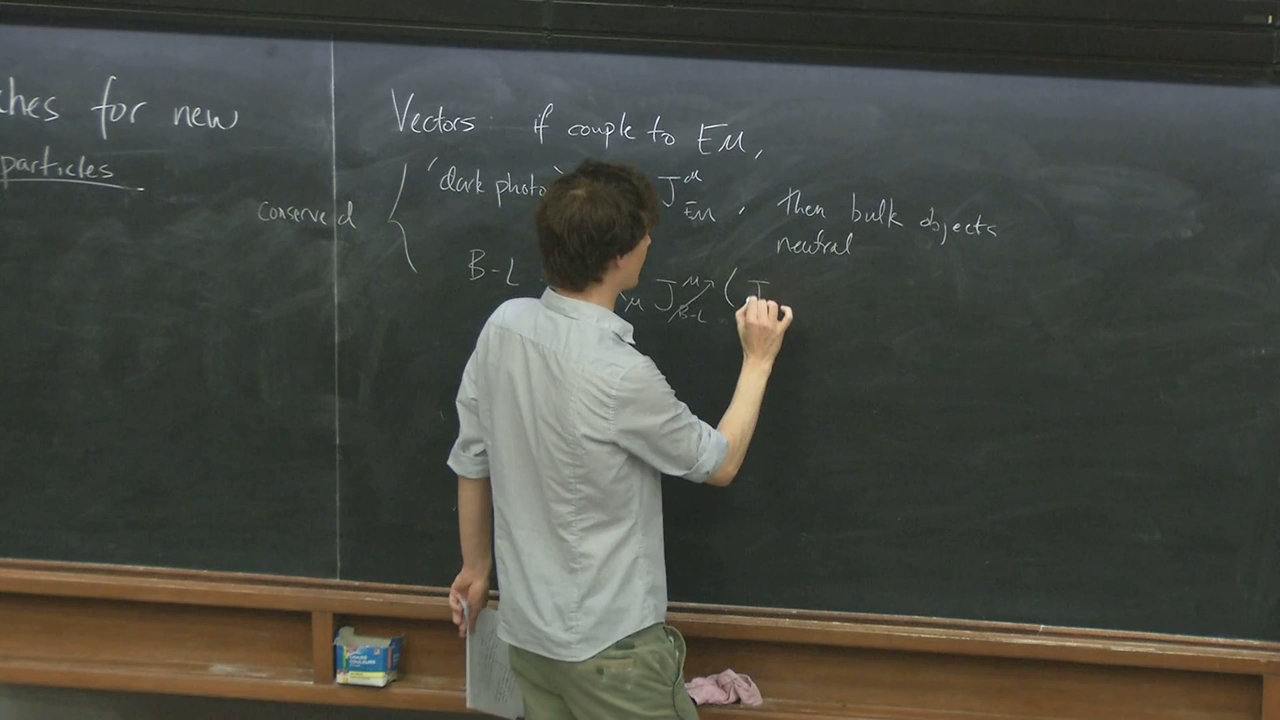 ches for new
particles
Vectors if couple to EM,
conserved
'dark photo J^μ_EM, then bulk objects
neutral
B-L μ J^μ_B-L ( J